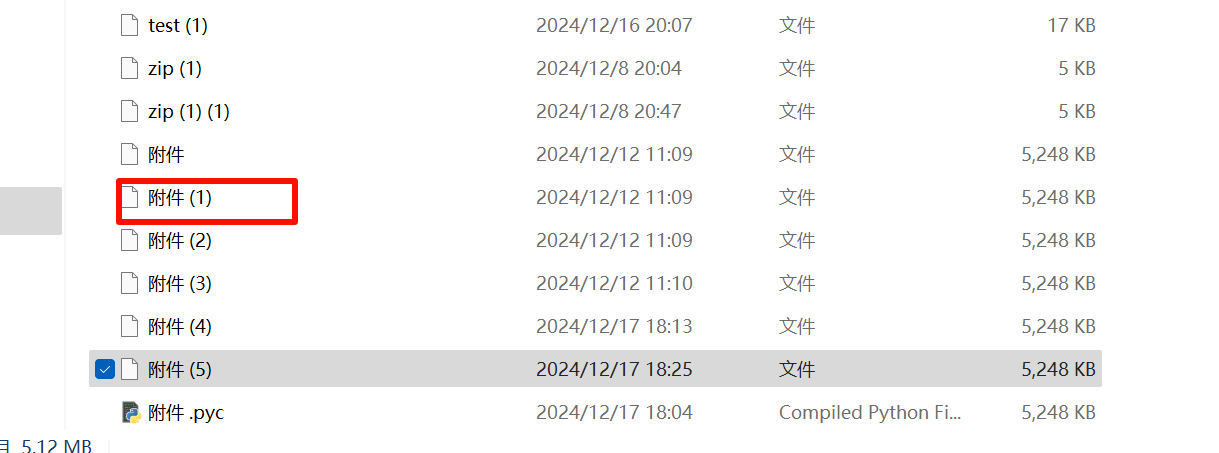 test (1) 2024/12/16 20:07 文件 17 KB
zip (1) 2024/12/8 20:04 文件 5 KB
zip (1) (1) 2024/12/8 20:47 文件 5 KB
附件 2024/12/12 11:09 文件 5,248 KB
附件 (1) 2024/12/12 11:09 文件 5,248 KB
附件 (2) 2024/12/12 11:09 文件 5,248 KB
附件 (3) 2024/12/12 11:10 文件 5,248 KB
附件 (4) 2024/12/17 18:13 文件 5,248 KB
附件 (5) 2024/12/17 18:25 文件 5,248 KB
附件 .pyc 2024/12/17 18:04 Compiled Python Fi... 5,248 KB
5.12 MB